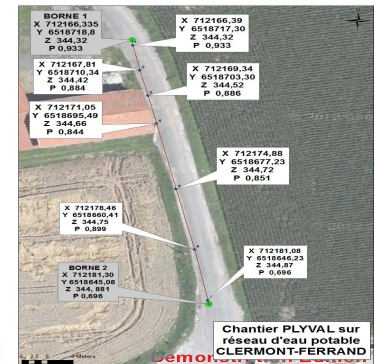 BORNE 1
X 712166,335
Y 6518718,8
Z 344,32
P 0,933
X 712166,39
Y 6518717,30
Z 344,32
P 0,933
X 712167,81
Y 6518710,34
Z 344,42
P 0,884
X 712169,34
Y 6518703,30
Z 344,52
P 0,886
X 712171,05
Y 6518695,49
Z 344,66
P 0,844
X 712174,88
Y 6518677,23
Z 344,72
P 0,851
X 712178,46
Y 6518660,41
Z 344,75
P 0,899
X 712181,08
Y 6518646,23
Z 344,87
P 0,696
BORNE 2
X 712181,30
Y 6518645,08
Z 344, 881
P 0,696
Chantier PLYVAL sur
réseau d'eau potable
CLERMONT-FERRAND
Meters
Demonstration Edition